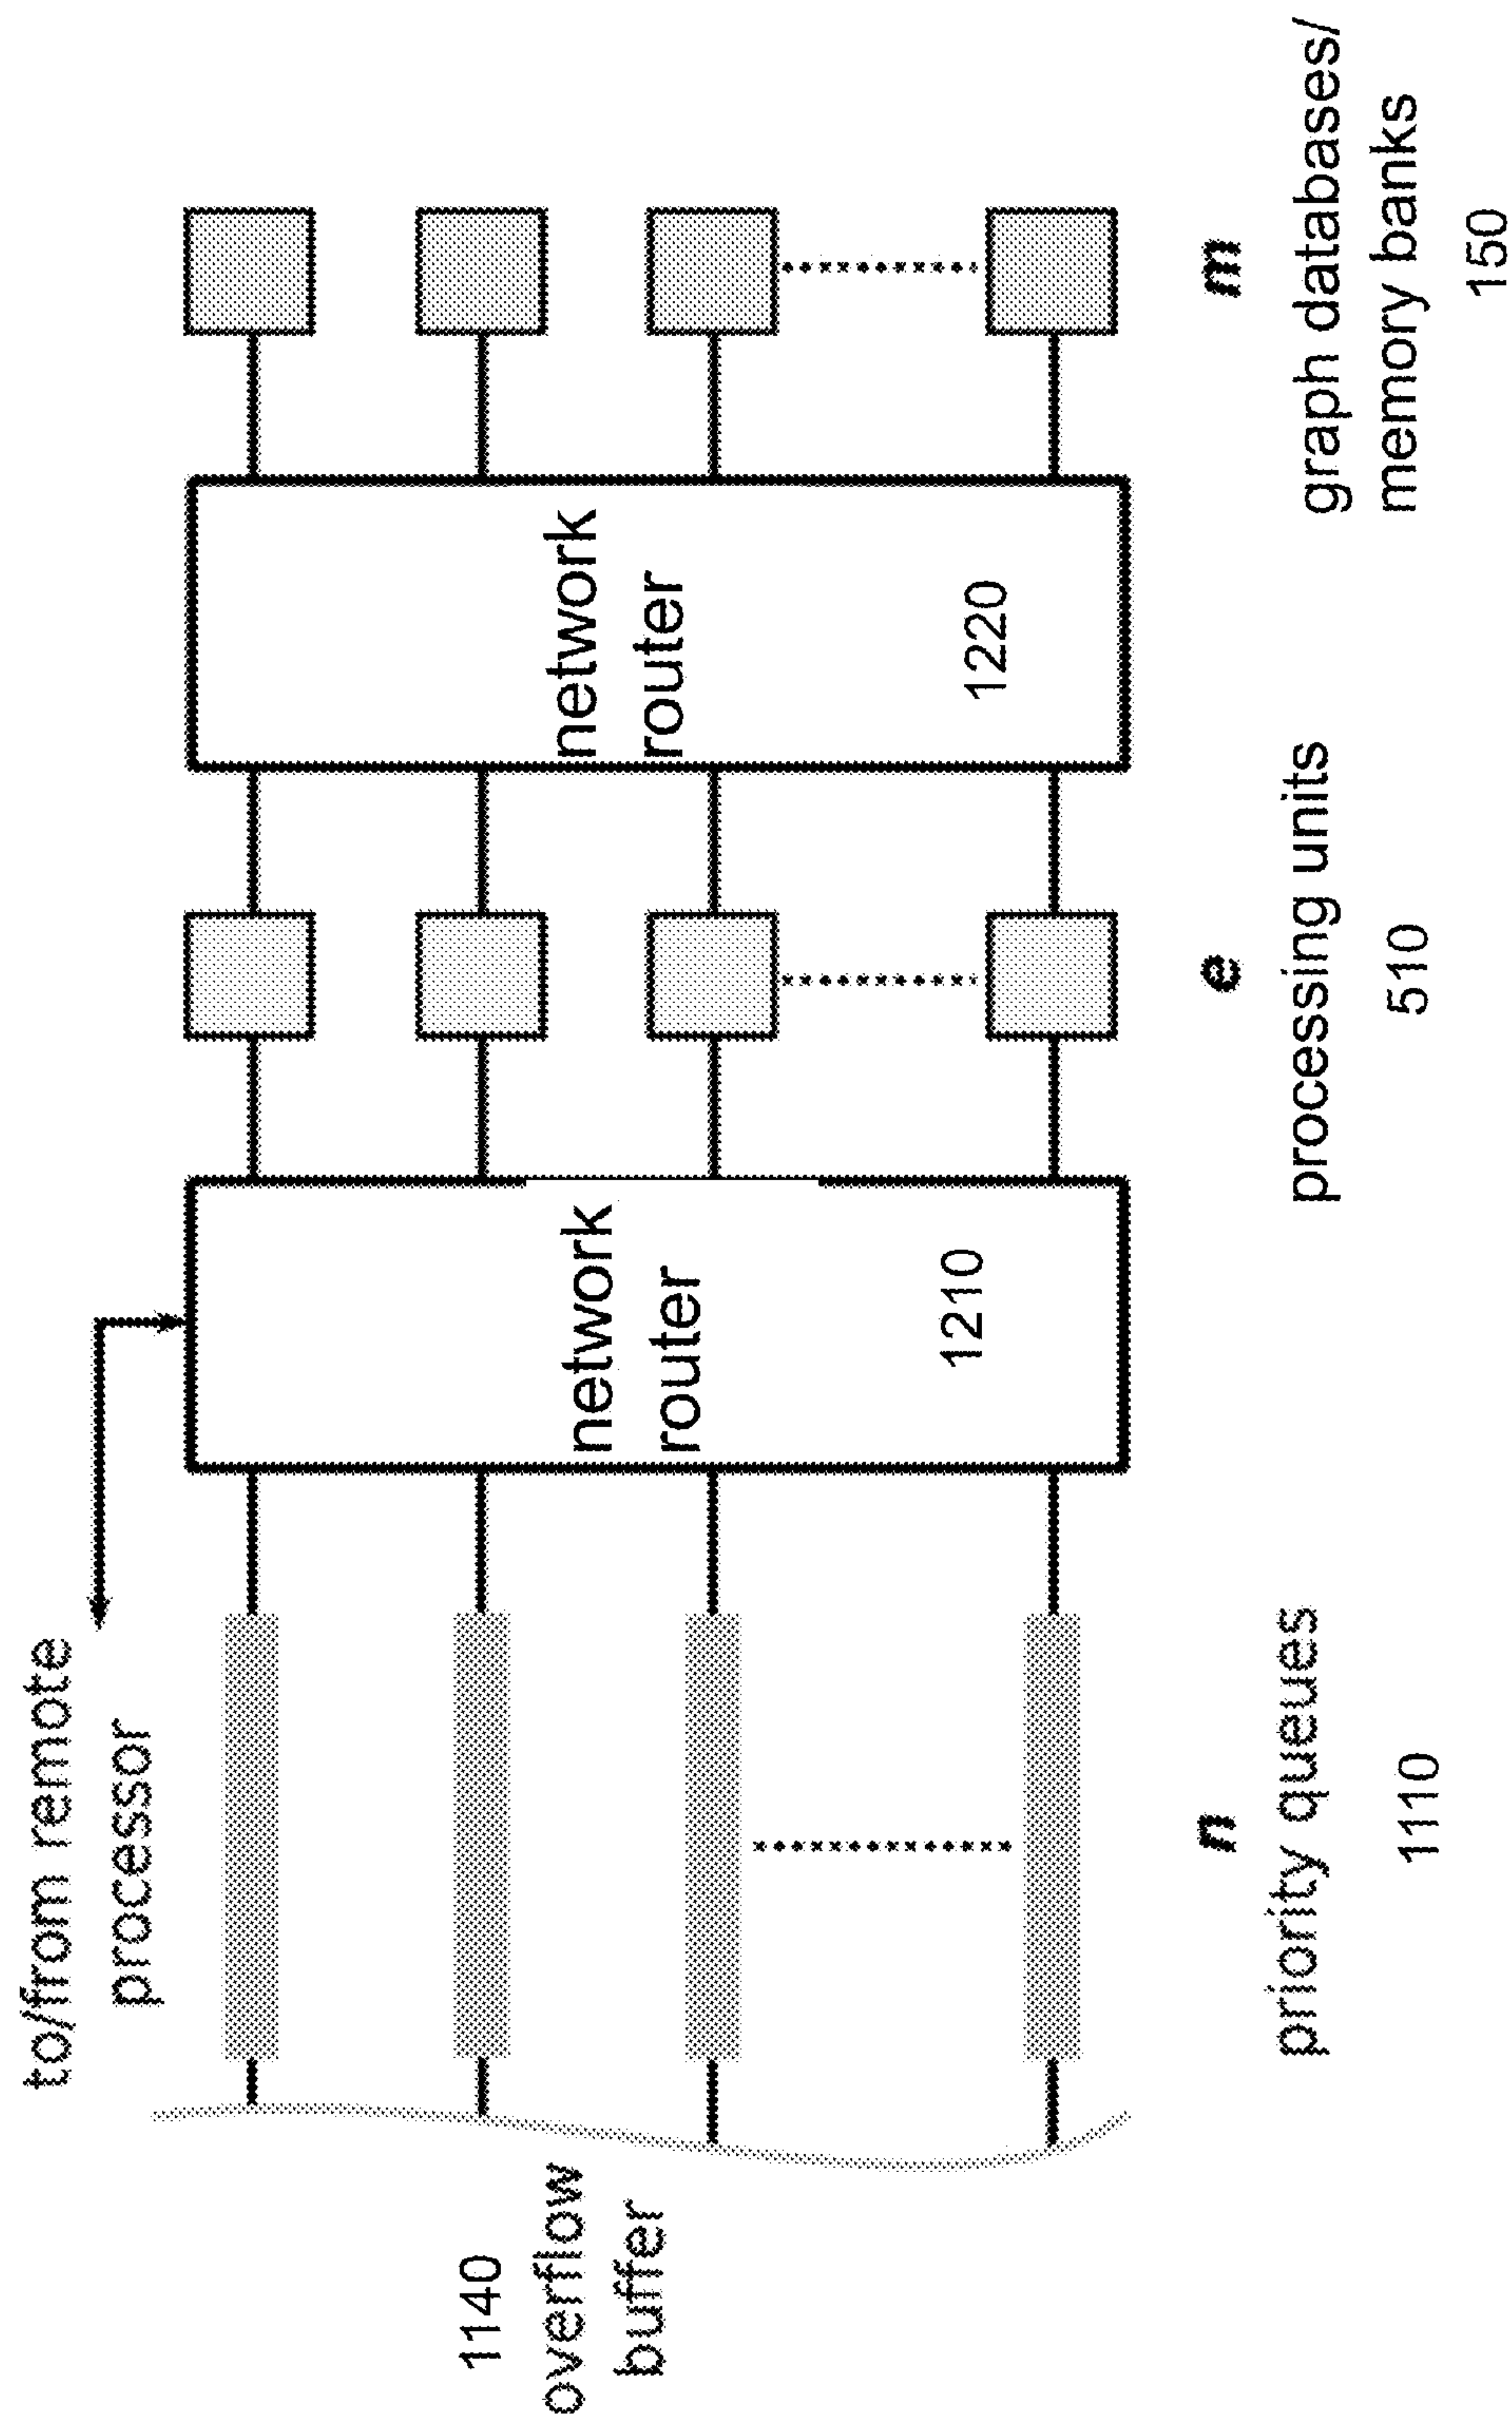 to/from remote
processor
1140
overflow
buffer
network
router
1210
network
router
1220
n
priority queues
1110
e
processing units
510
m
graph databases/
memory banks
150